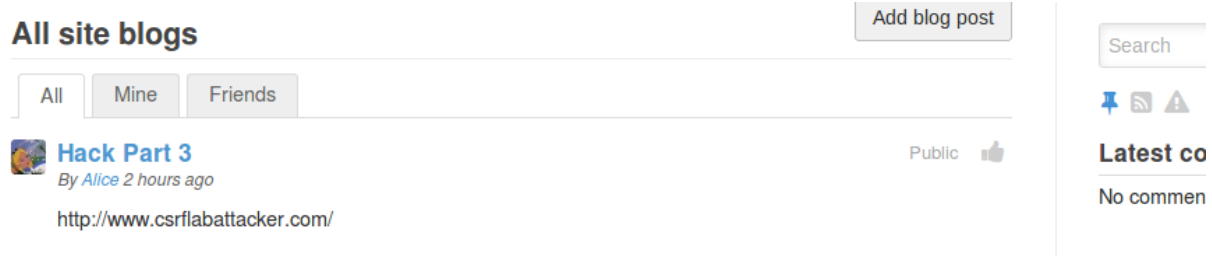 All site blogs
Add blog post
All
Mine
Friends
Hack Part 3
By Alice 2 hours ago
Public
http://www.csrflabattacker.com/
Search
Latest co
No commen